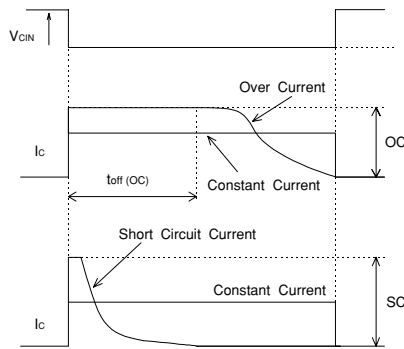 VCIN
Over Current
IC
OC
toff (OC)
Constant Current
Short Circuit Current
Constant Current
SC
IC